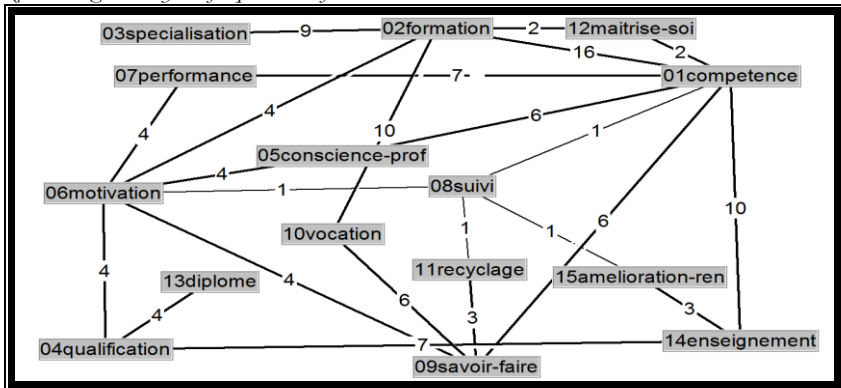 02formation
12maitrise-soi
03specialisation
9
2
16
2
07performance
7-
01competence
4
4
10
6
05conscience-prof
4
1
06motivation
1
08suivi
10
10vocation
1
1
6
4
13diplome
4
11recyclage
15amelioration-ren
4
6
3
3
04qualification
7
14enseignement
09savoir-faire